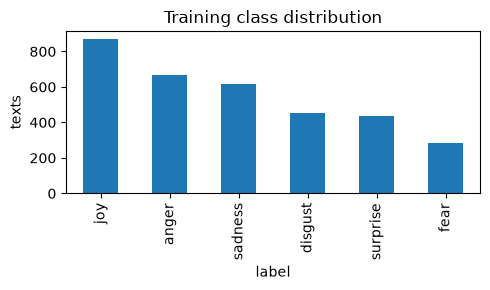 Training class distribution
texts
800
600
400
200
0
joy
anger
sadness
disgust
surprise
fear
label